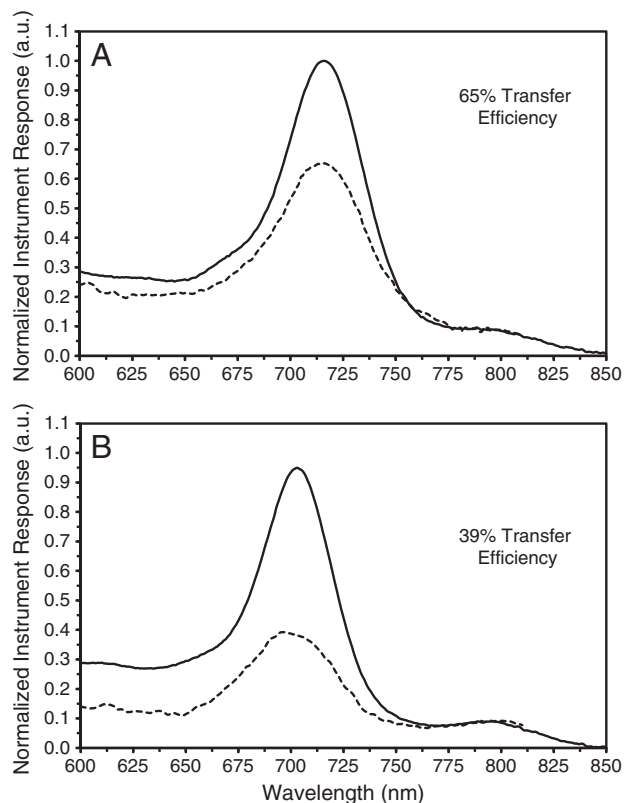 A
Normalized Instrument Response (a.u.)
1.1
1.0
0.9
0.8
0.7
0.6
0.5
0.4
0.3
0.2
0.1
0.0
65% Transfer
Efficiency
600 625 650 675 700 725 750 775 800 825 850
B
Normalized Instrument Response (a.u.)
1.1
1.0
0.9
0.8
0.7
0.6
0.5
0.4
0.3
0.2
0.1
0.0
39% Transfer
Efficiency
600 625 650 675 700 725 750 775 800 825 850
Wavelength (nm)